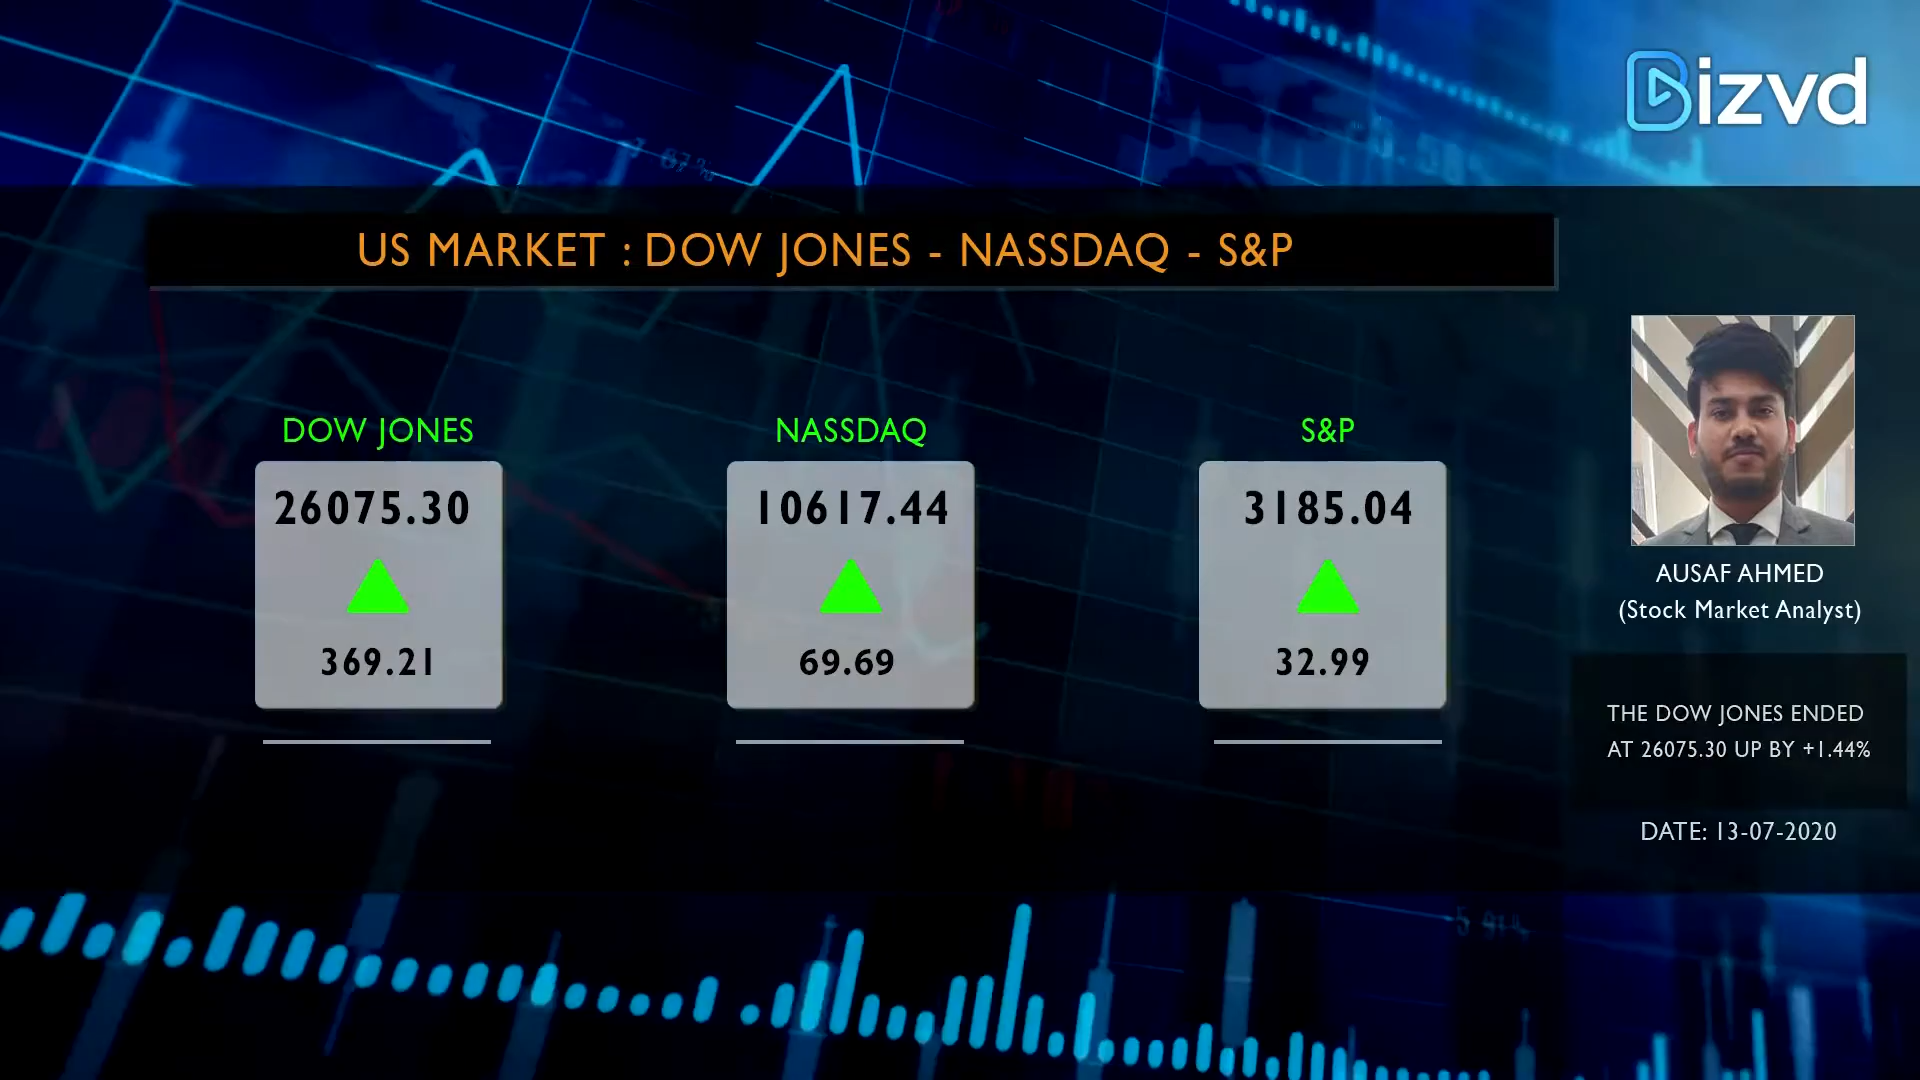 Bizvd
US MARKET : DOW JONES - NASSDAQ - S&P
DOW JONES
26075.30
369.21
NASSDAQ
10617.44
69.69
S&P
3185.04
32.99
AUSAF AHMED
(Stock Market Analyst)
THE DOW JONES ENDED
AT 26075.30 UP BY +1.44%
DATE: 13-07-2020